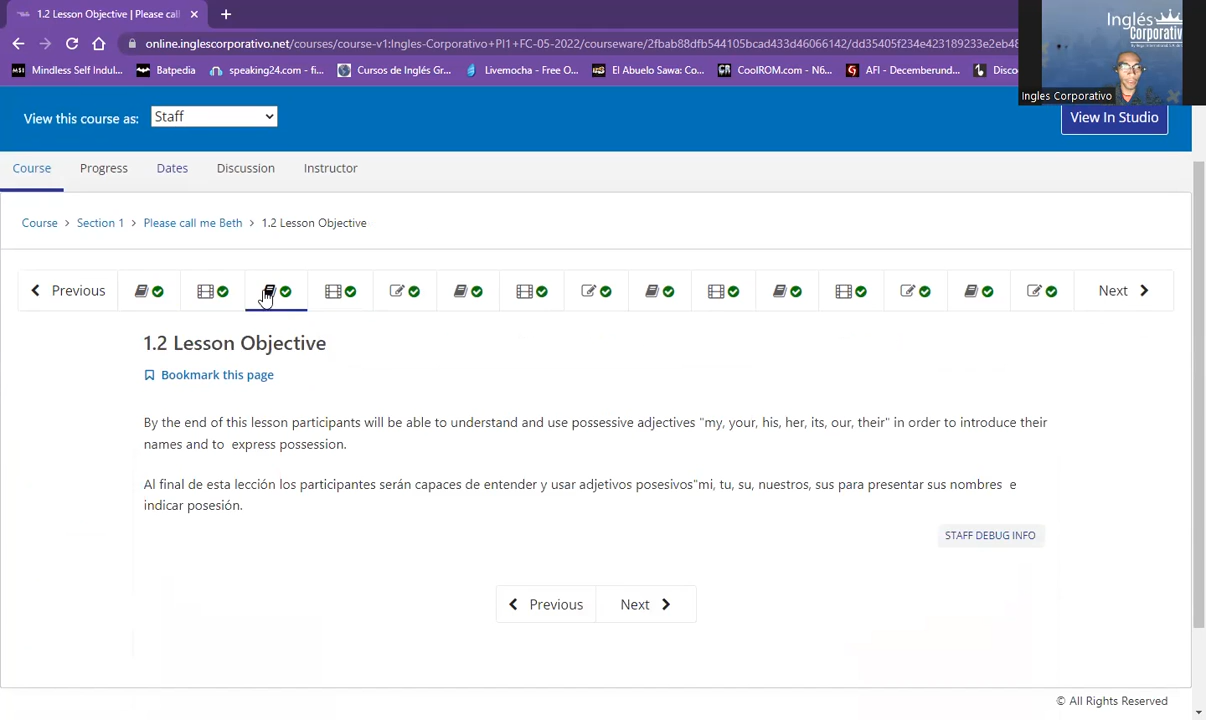 1.2 Lesson Objective | Please call
online.inglescorporativo.net/courses/course-v1:Ingles-Corporativo+PI1+FC-05-2022/courseware/2fbab88dfb544105bcad433d46066142/dd35405f234e423189233e2eb48
Mindless Self Indul...
Batpedia
speaking24.com - fi...
Cursos de Inglés Gr...
Livemocha - Free O...
El Abuelo Sawa: Co...
CoolROM.com - N6...
AFI - Decemberund...
Inglés
Corporativo
Ingles Corporativo
View this course as:
Staff
View In Studio
Course
Progress
Dates
Discussion
Instructor
Course > Section 1 > Please call me Beth > 1.2 Lesson Objective
Previous
Next
1.2 Lesson Objective
Bookmark this page
By the end of this lesson participants will be able to understand and use possessive adjectives "my, your, his, her, its, our, their" in order to introduce their
names and to express possession.
Al final de esta lección los participantes serán capaces de entender y usar adjetivos posesivos"mi, tu, su, nuestros, sus para presentar sus nombres e
indicar posesión.
STAFF DEBUG INFO
Previous
Next
© All Rights Reserved